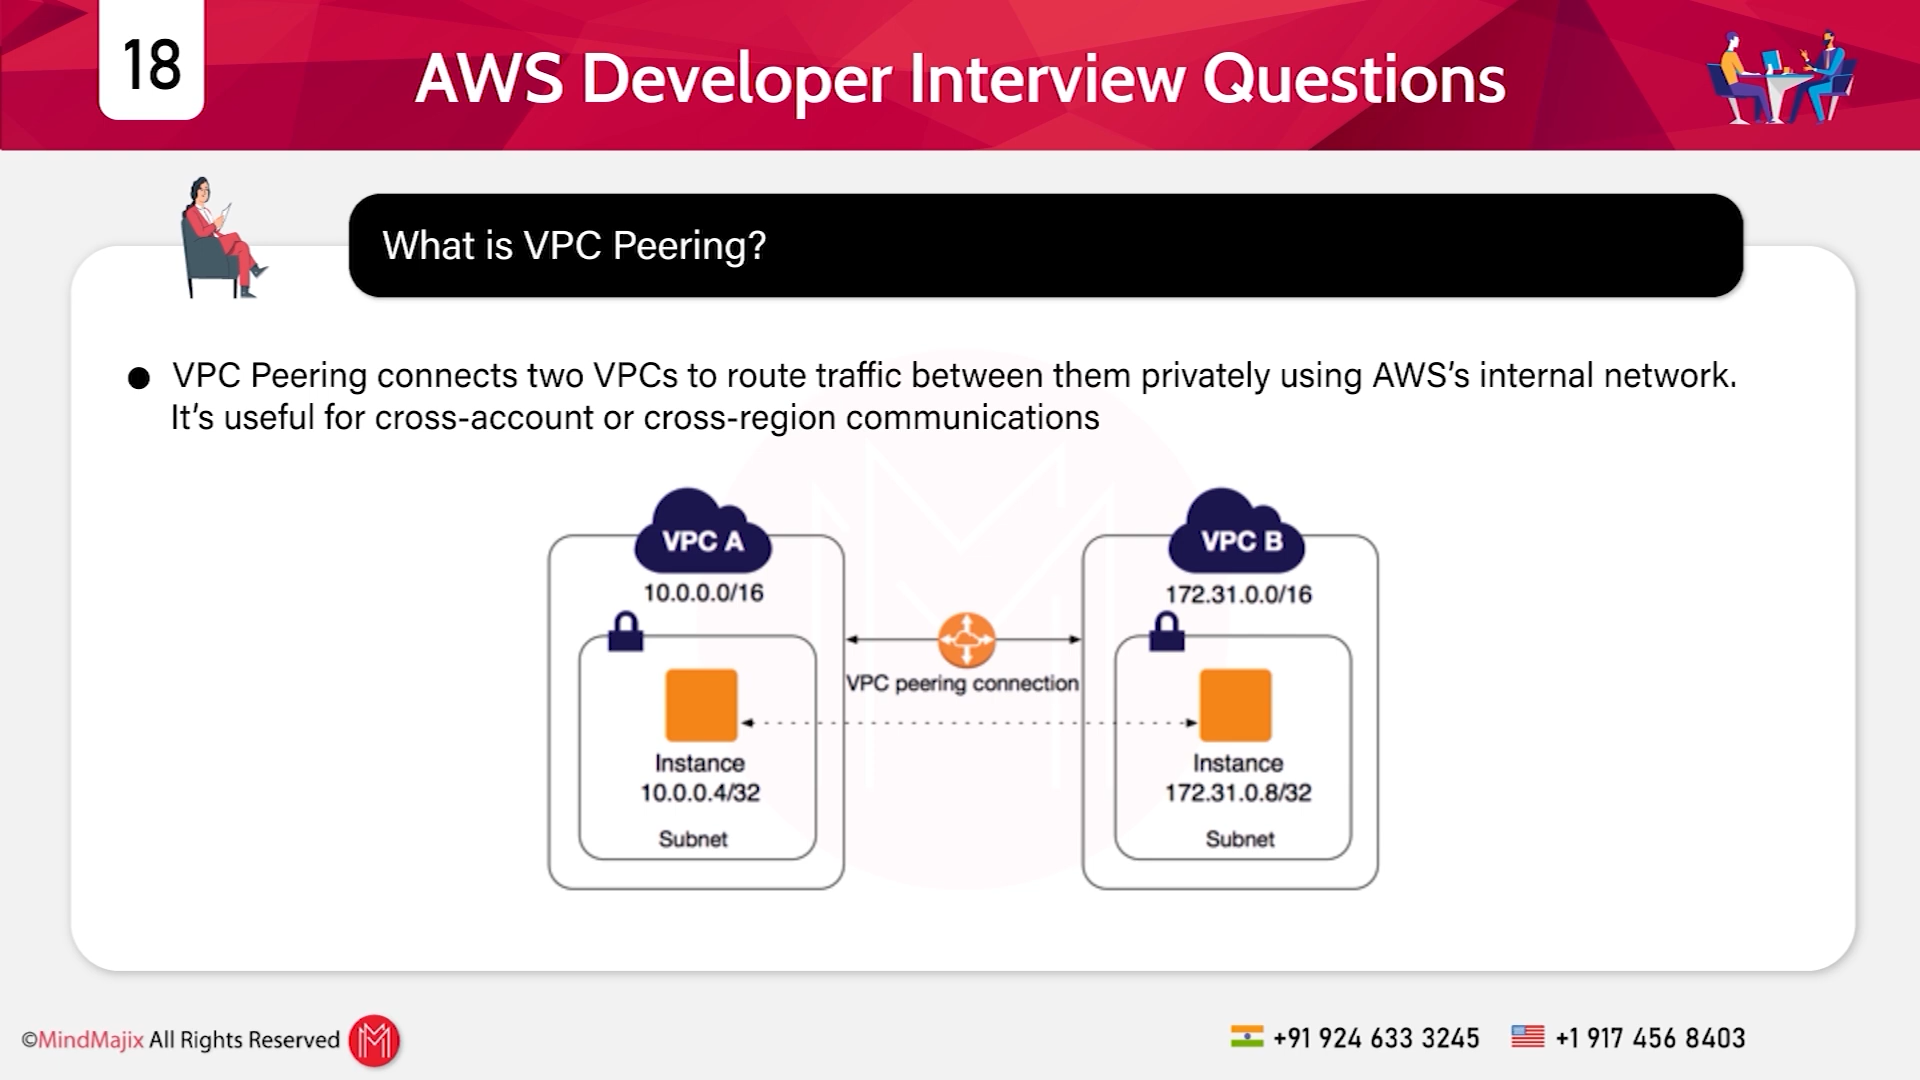 18
AWS Developer Interview Questions
What is VPC Peering?
● VPC Peering connects two VPCs to route traffic between them privately using AWS’s internal network.
It’s useful for cross-account or cross-region communications
VPC A
10.0.0.0/16
VPC B
172.31.0.0/16
VPC peering connection
Instance
10.0.0.4/32
Subnet
Instance
172.31.0.8/32
Subnet
©MindMajix All Rights Reserved
+91 924 633 3245
+1 917 456 8403